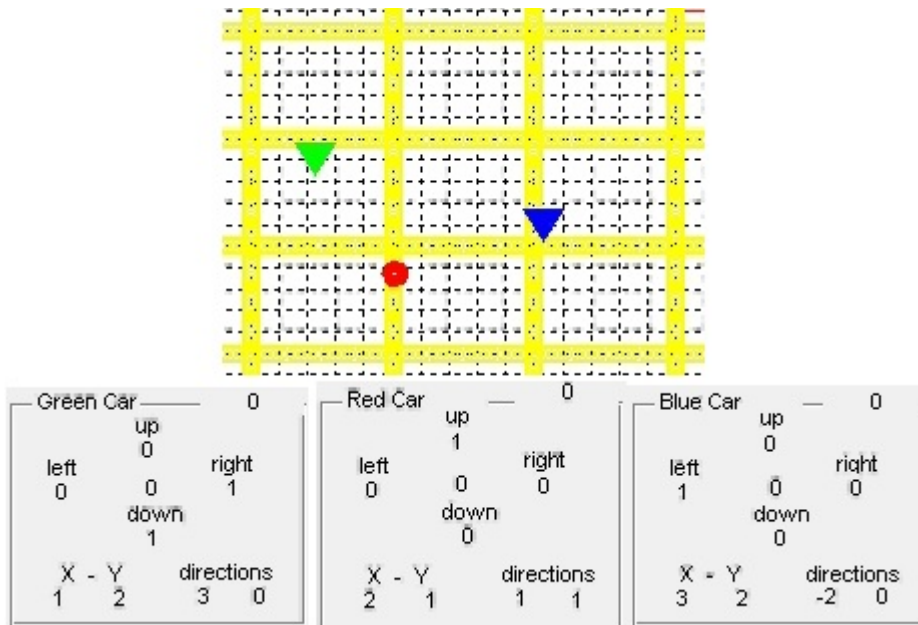 Green Car 0
up
0
left right
0 0 1
down
1
X - Y directions
1 2 3 0
Red Car 0
up
1
left right
0 0 0
down
0
X - Y directions
2 1 1 1
Blue Car 0
up
0
left right
1 0 0
down
0
X - Y directions
3 2 -2 0